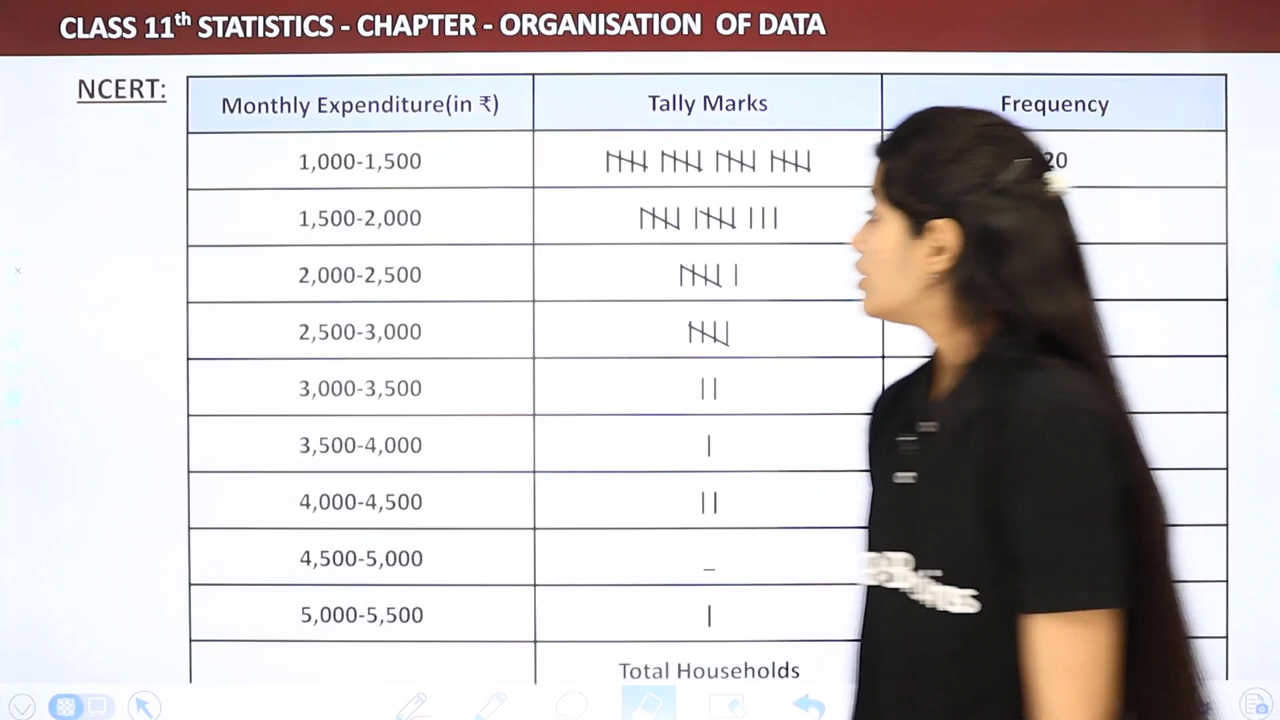 CLASS 11th STATISTICS - CHAPTER - ORGANISATION OF DATA
NCERT:
Monthly Expenditure(in ₹) Tally Marks Frequency
1,000-1,500 20
1,500-2,000
2,000-2,500
2,500-3,000
3,000-3,500
3,500-4,000
4,000-4,500
4,500-5,000 _
5,000-5,500
Total Households